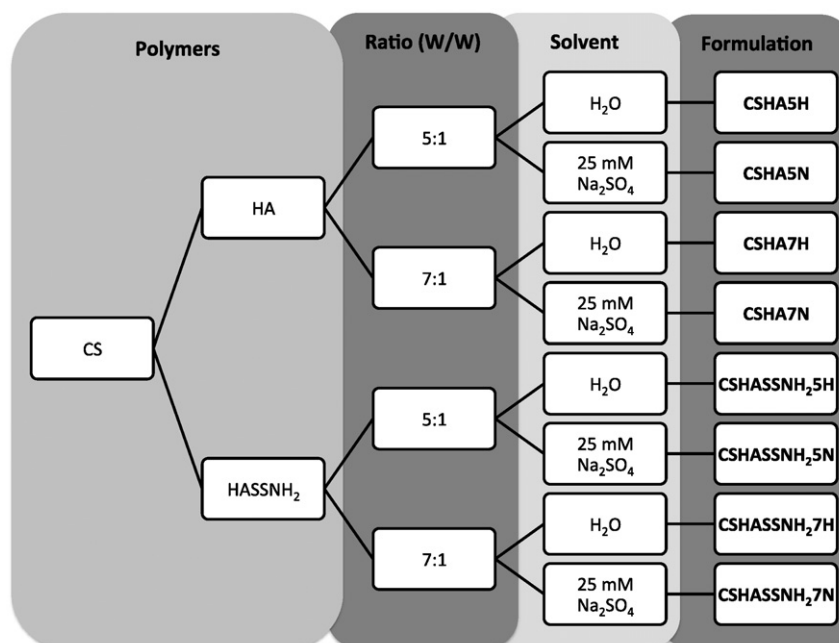 Polymers
Ratio (W/W)
Solvent
Formulation
CS
HA
HASSNH₂
5:1
7:1
5:1
7:1
H₂O
25 mM
Na₂SO₄
H₂O
25 mM
Na₂SO₄
H₂O
25 mM
Na₂SO₄
H₂O
25 mM
Na₂SO₄
CSHA5H
CSHA5N
CSHA7H
CSHA7N
CSHASSNH₂5H
CSHASSNH₂5N
CSHASSNH₂7H
CSHASSNH₂7N